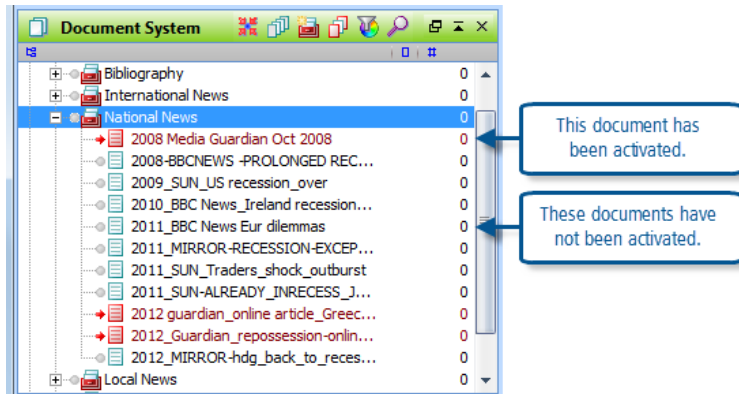 Document System
Bibliography 0
International News 0
National News 0
2008 Media Guardian Oct 2008 0
2008-BBCNEWS -PROLONGED REC... 0
2009_SUN_US recession_over 0
2010_BBC News_Ireland recession... 0
2011_BBC News Eur dilemmas 0
2011_MIRROR-RECESSION-EXCEP... 0
2011_SUN_Traders_shock_outburst 0
2011_SUN-ALREADY_INRECESS_J... 0
2012 guardian_online article_Greec... 0
2012_Guardian_repossession-onlin... 0
2012_MIRROR-hdg_back_to_reces... 0
Local News 0
This document has
been activated.
These documents have
not been activated.